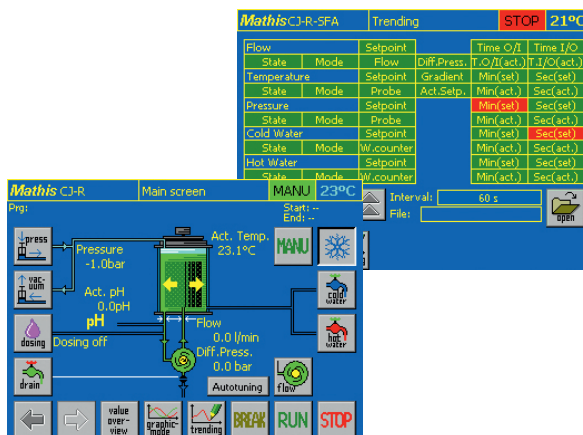 Mathis CJ-R-SFA Trending STOP 21°C
Flow Setpoint Time O/I Time I/O
State Mode Flow Diff.Press. T.O/I(act.) T.I/O(act.)
Temperature Setpoint Gradient Min(set) Sec(set)
State Mode Probe Act.Setp. Min(act.) Sec(act.)
Pressure Setpoint Min(set) Sec(set)
State Mode Probe Min(act.) Sec(act.)
Cold Water Setpoint Min(set) Sec(set)
State Mode W.counter Min(act.) Sec(act.)
Hot Water Setpoint Min(set) Sec(set)
State Mode W.counter Min(act.) Sec(act.)
Interval: 60 s
File:
open
Mathis CJ-R Main screen MANU 23°C
Prg: Start: --
End: --
press
Pressure
-1.0bar
Act. Temp.
23.1°C
MANU
vac-
uum
Act. pH
0.0pH
cold
water
pH
dosing
Dosing off
Flow
0.0 l/min
Diff.Press.
0.0 bar
hot
water
drain
Autotuning
flow
value
over-
view
graphic-
mode
trending
BREAK
RUN
STOP